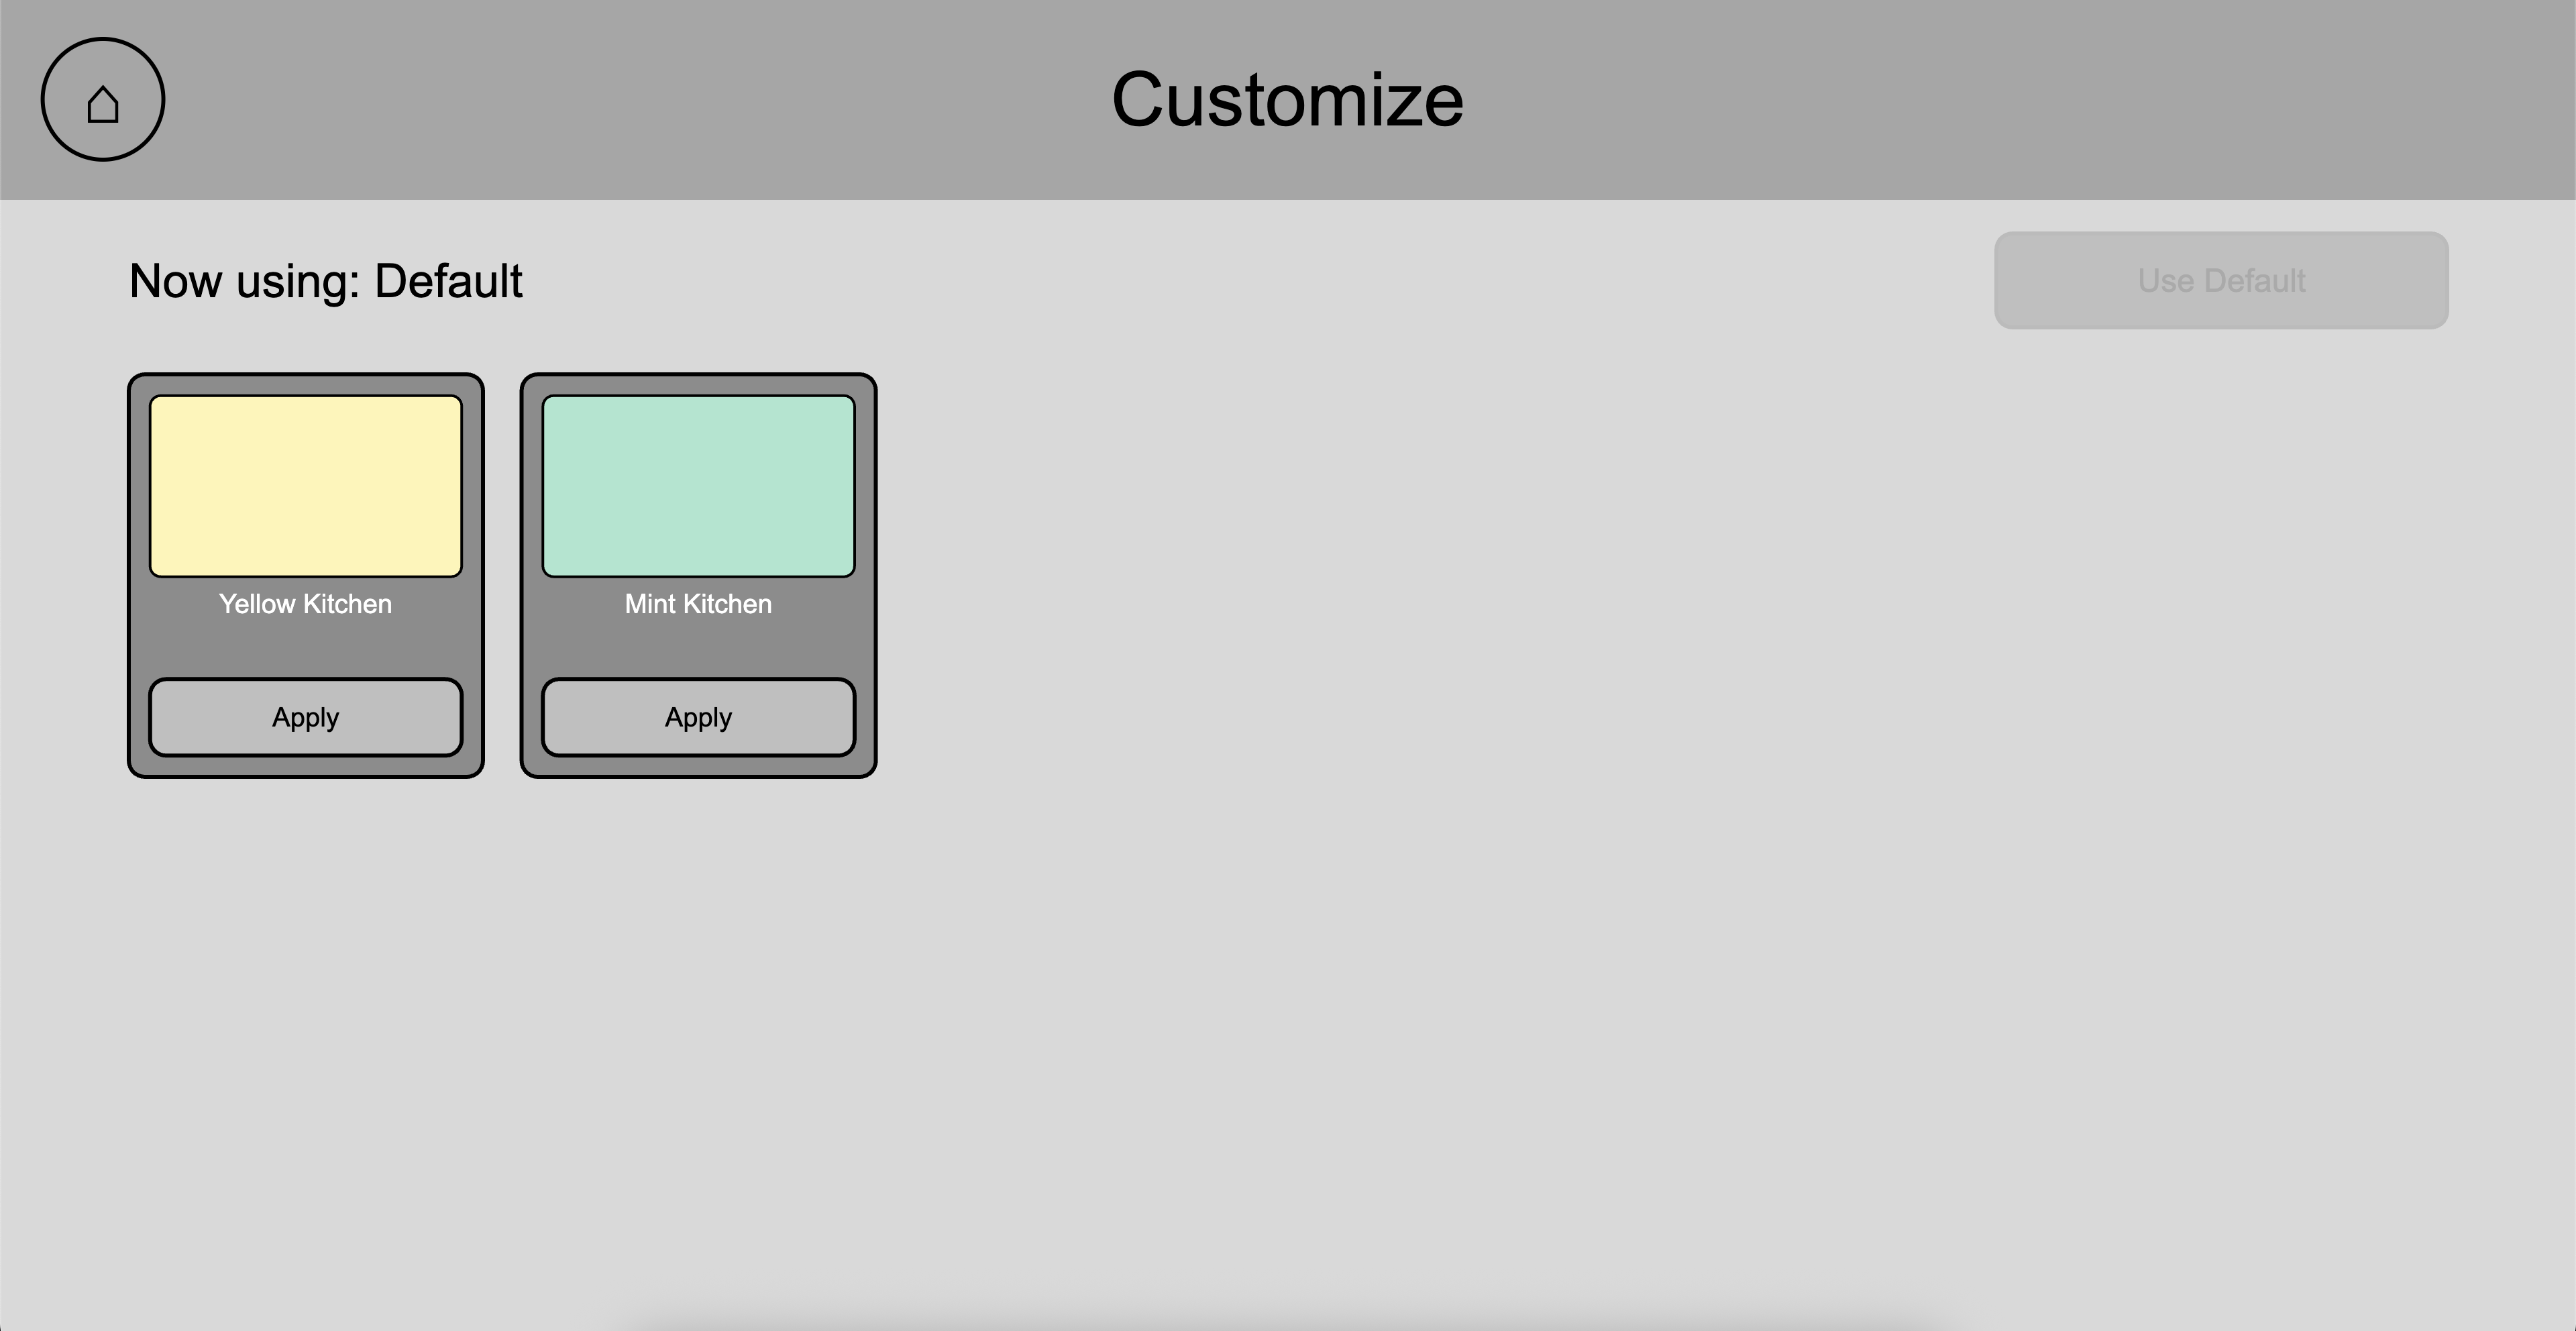 Customize
Now using: Default
Use Default
Yellow Kitchen
Mint Kitchen
Apply
Apply